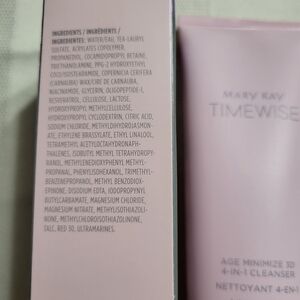 INGREDIENTS / INGRÉDIENTS /
INGREDIENTES: WATER/EAU, TEA-LAURYL
SULFATE, ACRYLATES COPOLYMER,
PROPANEDIOL, COCAMIDOPROPYL BETAINE,
TRIETHANOLAMINE, PPG-2 HYDROXYETHYL
COCO/ISOSTEARAMIDE, COPERNICIA CERIFERA
(CARNAUBA) WAX/CIRE DE CARNAUBA,
NIACINAMIDE, GLYCERIN, OLIGOPEPTIDE-1,
RESVERATROL, CELLULOSE, LACTOSE,
HYDROXYPROPYL METHYLCELLULOSE,
HYDROXYPROPYL CYCLODEXTRIN, CITRIC ACID,
SODIUM CHLORIDE, METHYLDIHYDROJASMON-
ATE, ETHYLENE BRASSYLATE, ETHYL LINALOOL,
TETRAMETHYL ACETYLOCTAHYDRONAPH-
THALENES, ISOBUTYL METHYL TETRAHYDROPY-
RANOL, METHYLENEDIOXYPHENYL METHYL-
PROPANAL, PHENYLISOHEXANOL, TRIMETHYL-
BENZENEPROPANOL, METHYL BENZODIOX-
EPINONE, DISODIUM EDTA, IODOPROPYNYL
BUTYLCARBAMATE, MAGNESIUM CHLORIDE,
MAGNESIUM NITRATE, METHYLISOTHIAZOLI-
NONE, METHYLCHLOROISOTHIAZOLINONE,
TALC, RED 30, ULTRAMARINES.
MARY KAY
TIMEWISE
AGE MINIMIZE 3D
4-IN-1 CLEANSER
NETTOYANT 4-EN-1